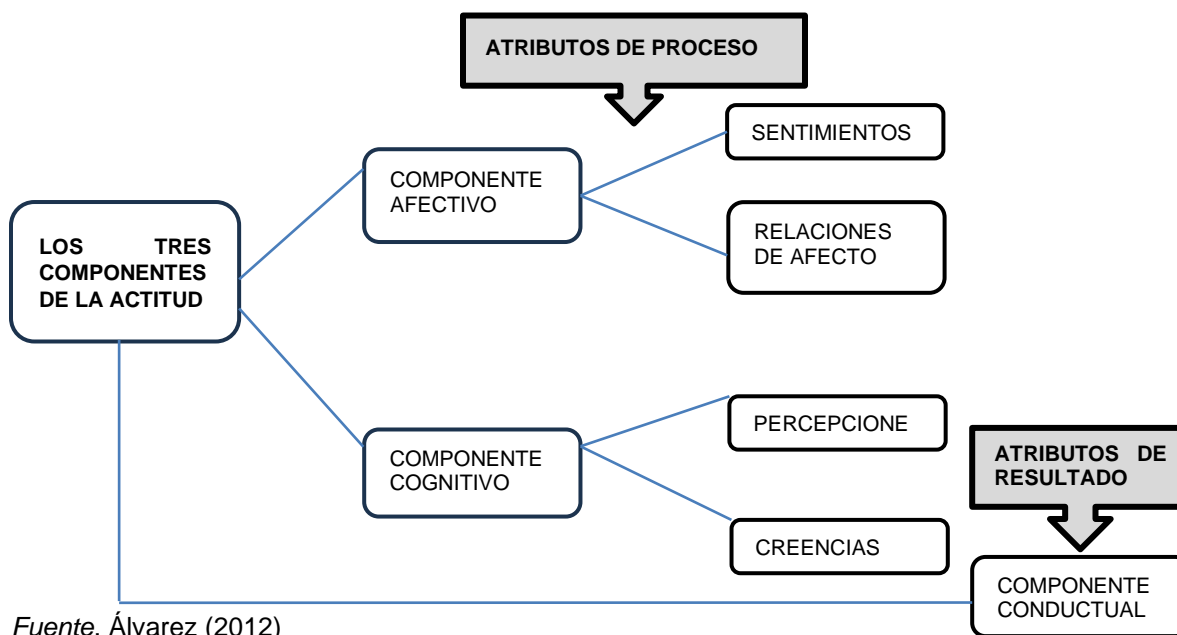 ATRIBUTOS DE PROCESO
SENTIMIENTOS
COMPONENTE
AFECTIVO
RELACIONES
DE AFECTO
LOS TRES
COMPONENTES
DE LA ACTITUD
PERCEPCIONE
COMPONENTE
COGNITIVO
ATRIBUTOS DE
RESULTADO
CREENCIAS
COMPONENTE
CONDUCTUAL
Fuente. Álvarez (2012)